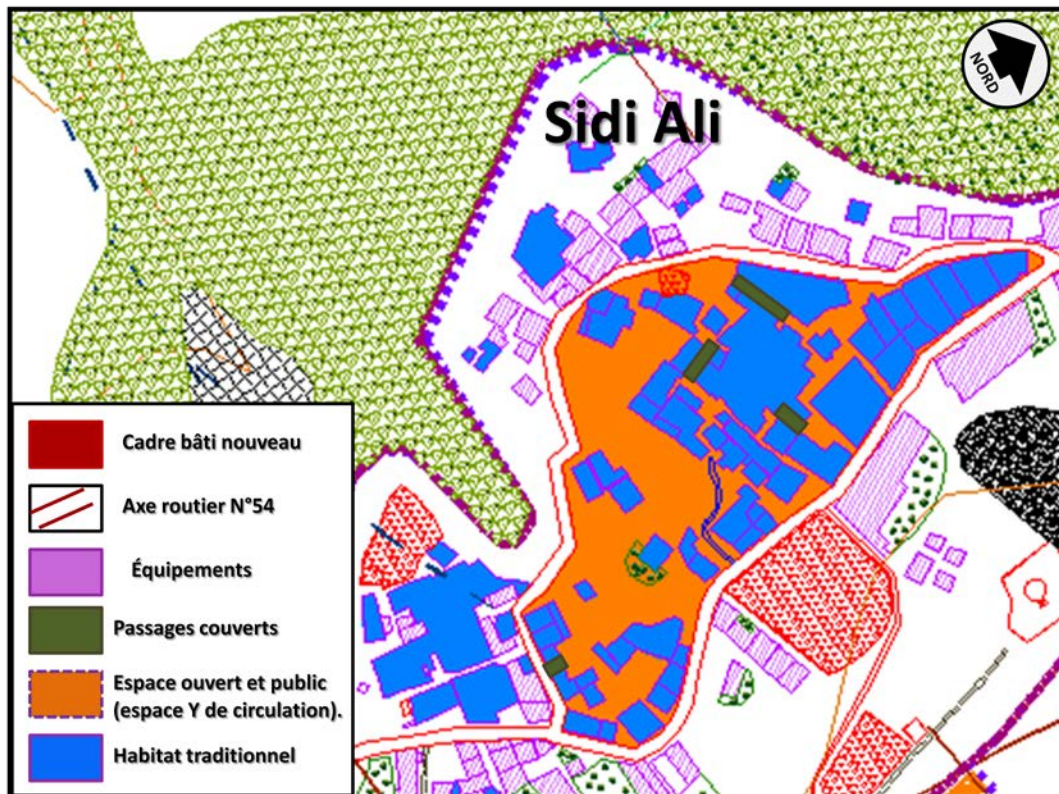 NORD
Sidi Ali
Cadre bâti nouveau
Axe routier N°54
Équipements
Passages couverts
Espace ouvert et public
(espace Y de circulation).
Habitat traditionnel